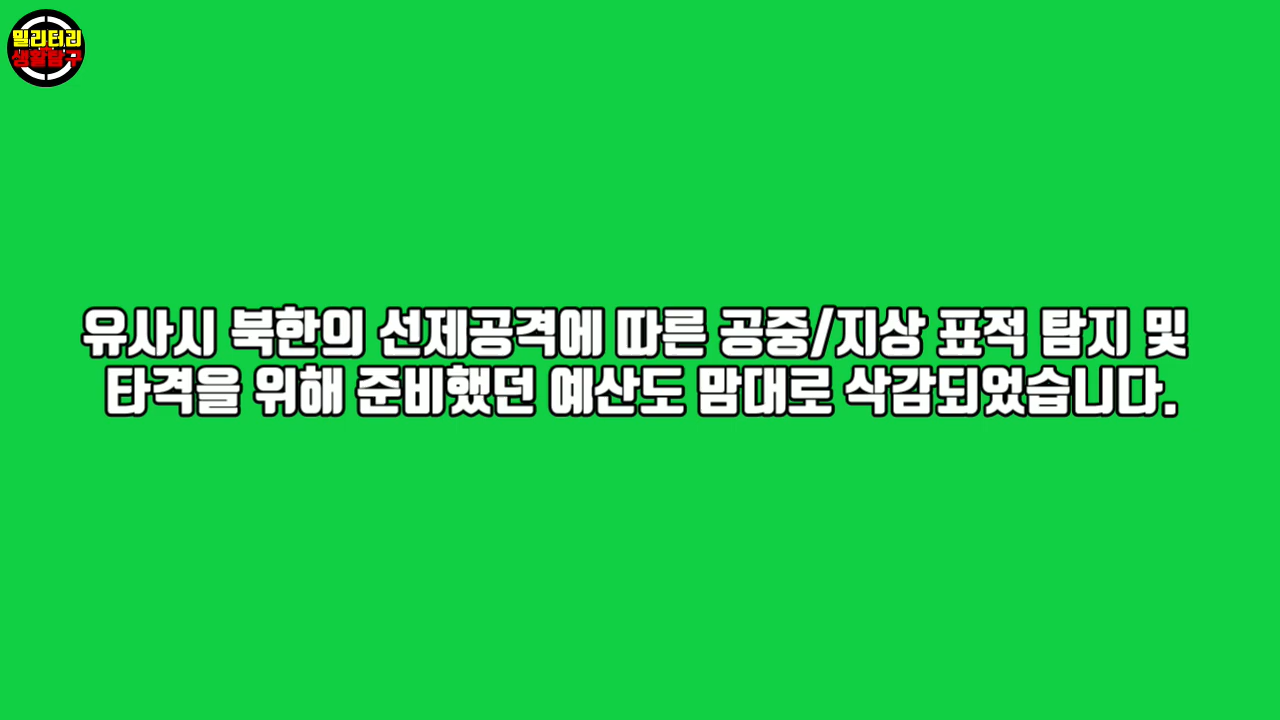 밀리터리
생활탐구
유사시 북한의 선제공격에 따른 공중/지상 표적 탐지 및
타격을 위해 준비했던 예산도 맘대로 삭감되었습니다.